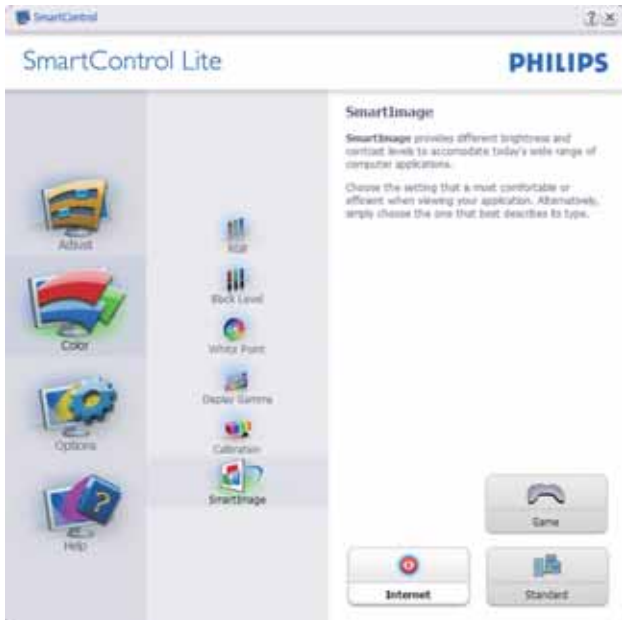 SmartControl
? ×
SmartControl Lite
PHILIPS
SmartImage
SmartImage provides different brightness and
contrast levels to accomodate today's wide range of
computer applications.
Choose the setting that is most comfortable or
efficient when viewing your application. Alternatively,
simply choose the one that best describes its type.
Adjust
Color
Options
Help
RGB
Black Level
White Point
Display Gamma
Calibration
SmartImage
Game
Internet
Standard